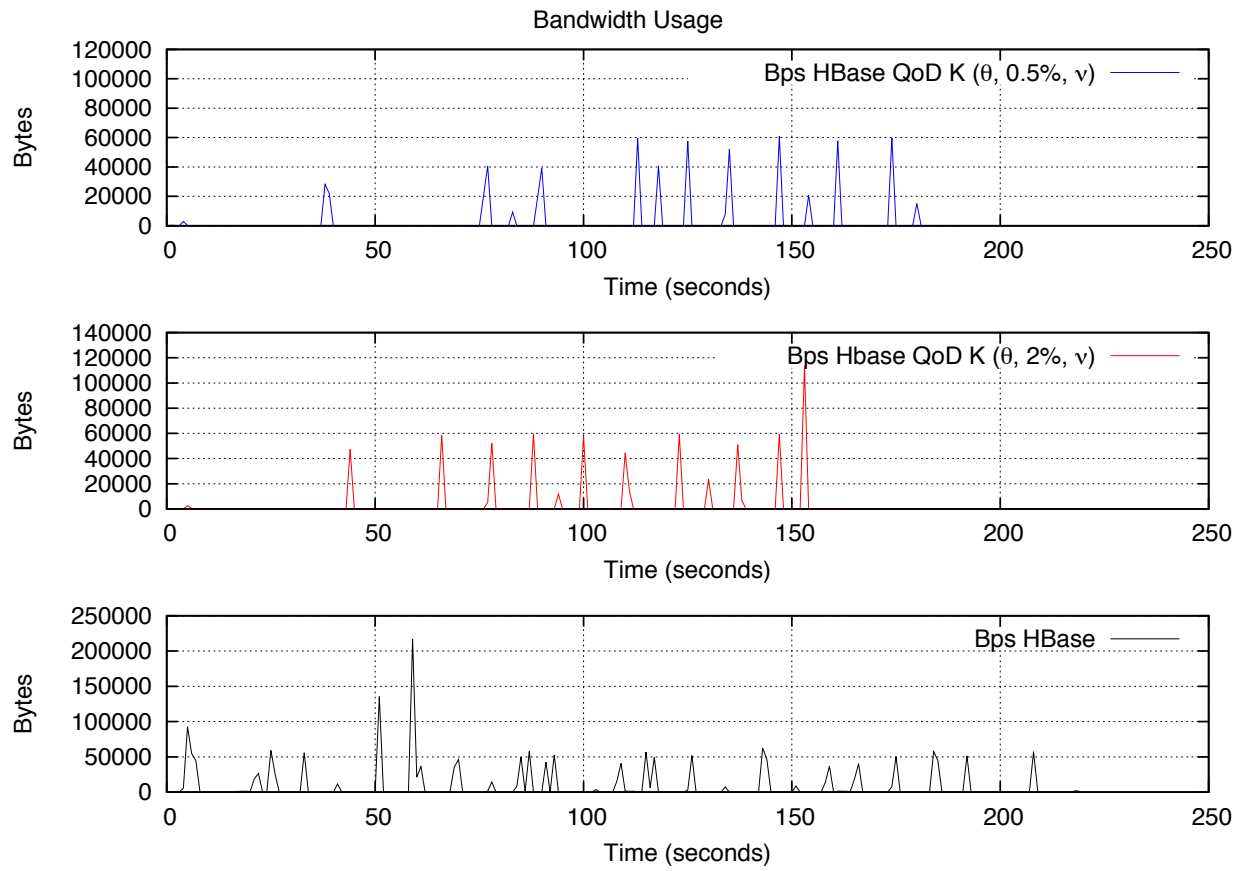 Bandwidth Usage
120000
100000
80000
60000
40000
20000
0
Bytes
Bps HBase QoD K (θ, 0.5%, ν)
0 50 100 150 200 250
Time (seconds)
140000
120000
100000
80000
60000
40000
20000
0
Bytes
Bps Hbase QoD K (θ, 2%, ν)
0 50 100 150 200 250
Time (seconds)
250000
200000
150000
100000
50000
0
Bytes
Bps HBase
0 50 100 150 200 250
Time (seconds)